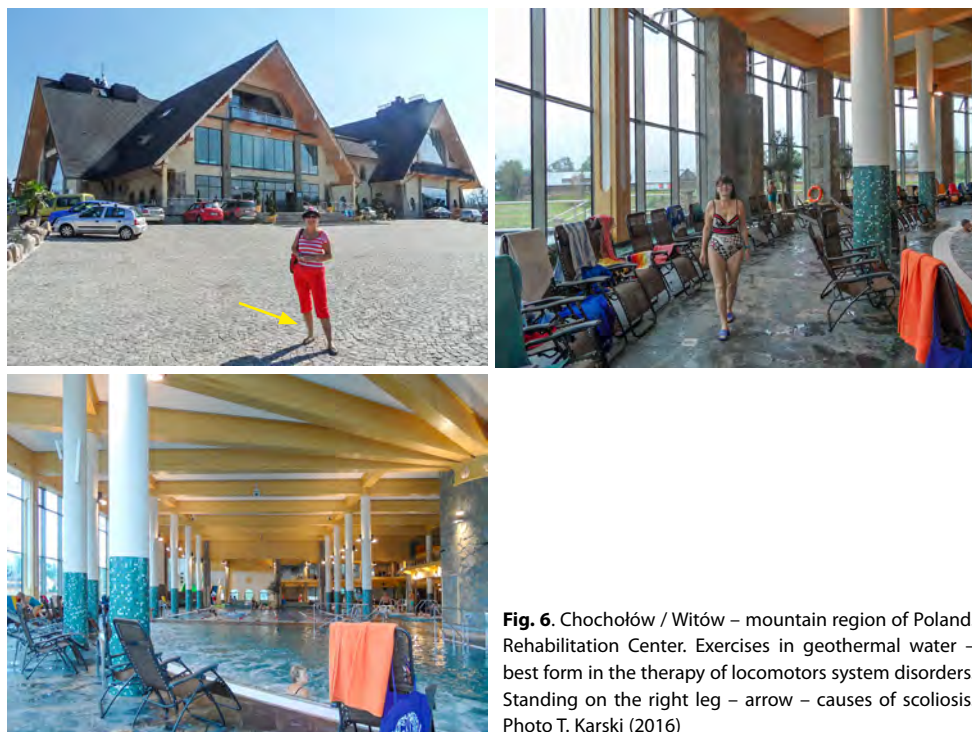 Fig. 6. Chochołów / Witów – mountain region of Poland
Rehabilitation Center. Exercises in geothermal water –
best form in the therapy of locomotors system disorders
Standing on the right leg – arrow – causes of scoliosis
Photo T. Karski (2016)